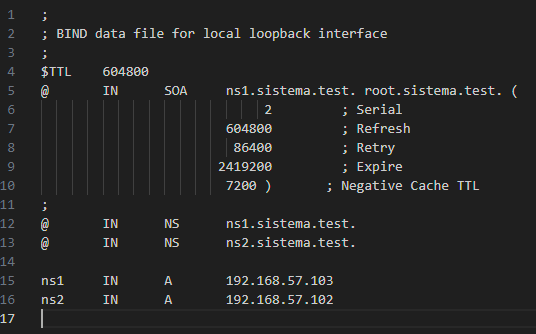 1 ;
2 ; BIND data file for local loopback interface
3 ;
4 $TTL 604800
5 @ IN SOA ns1.sistema.test. root.sistema.test. (
6 2 ; Serial
7 604800 ; Refresh
8 86400 ; Retry
9 2419200 ; Expire
10 7200 ) ; Negative Cache TTL
11 ;
12 @ IN NS ns1.sistema.test.
13 @ IN NS ns2.sistema.test.
14
15 ns1 IN A 192.168.57.103
16 ns2 IN A 192.168.57.102
17